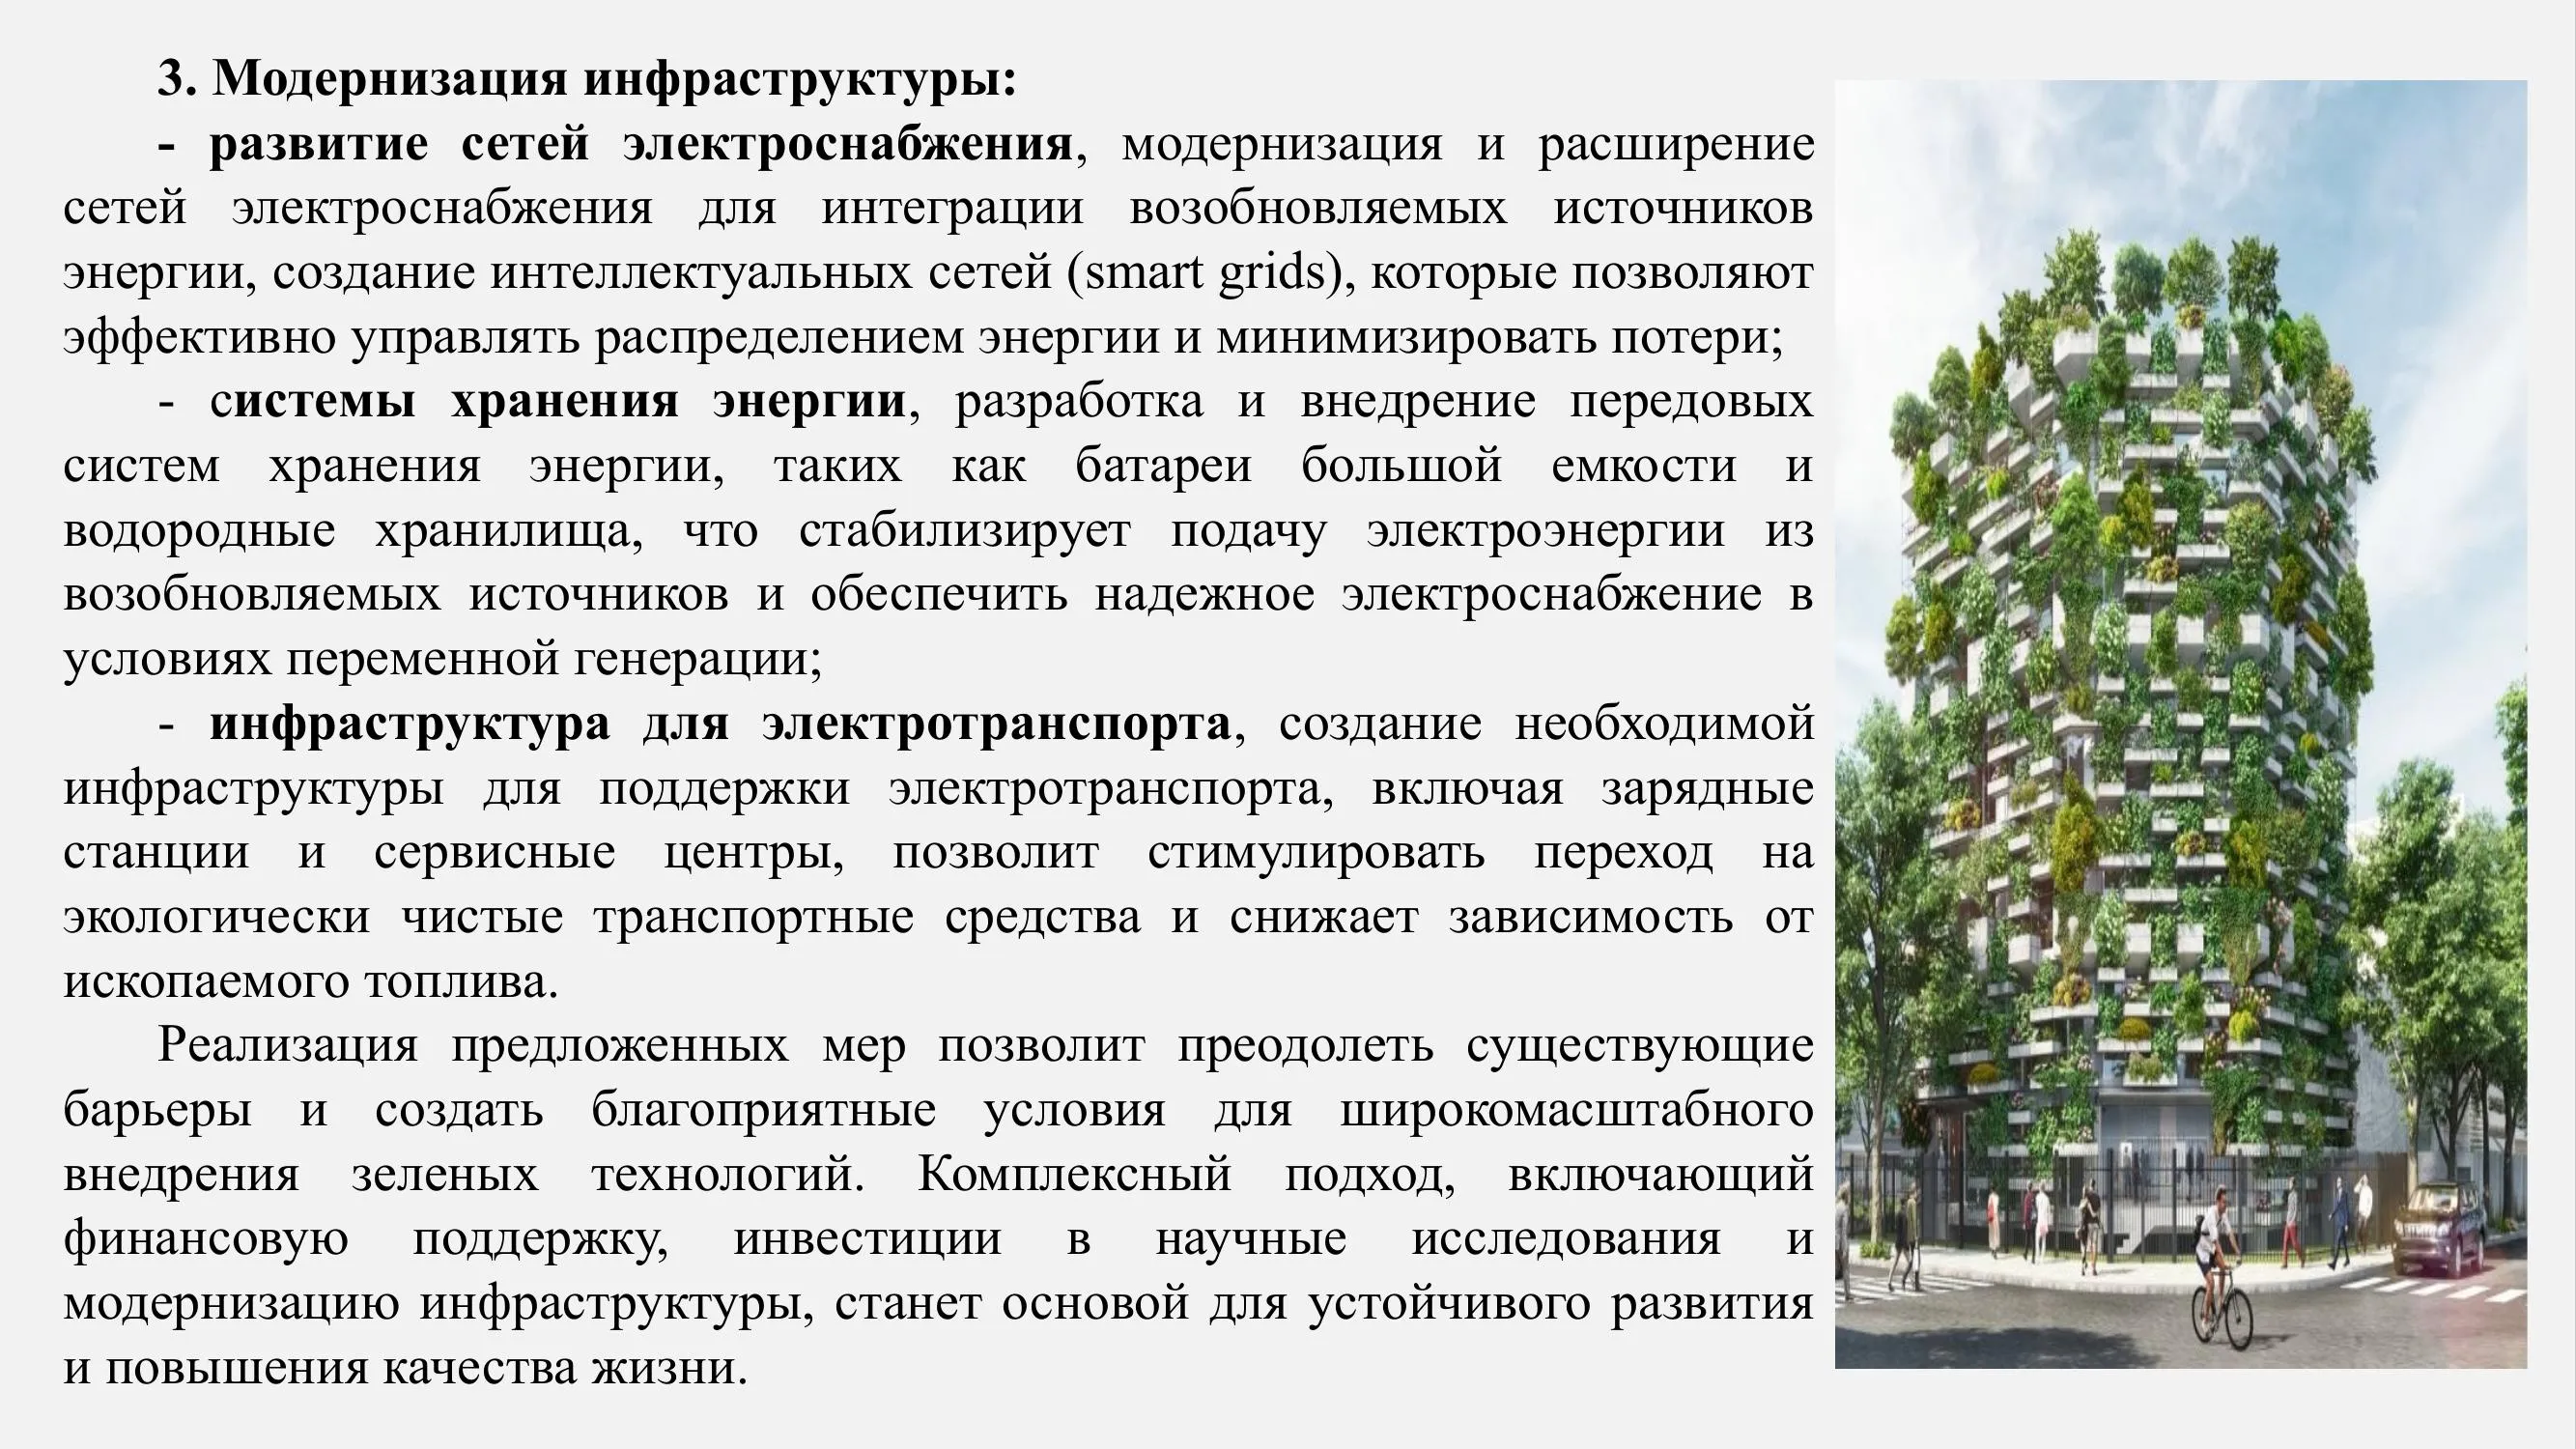 3. Модернизация инфраструктуры:
- развитие сетей электроснабжения, модернизация и расширение
сетей электроснабжения для интеграции возобновляемых источников
энергии, создание интеллектуальных сетей (smart grids), которые позволяют
эффективно управлять распределением энергии и минимизировать потери;
- системы хранения энергии, разработка и внедрение передовых
систем хранения энергии, таких как батареи большой емкости и
водородные хранилища, что стабилизирует подачу электроэнергии из
возобновляемых источников и обеспечить надежное электроснабжение в
условиях переменной генерации;
- инфраструктура для электротранспорта, создание необходимой
инфраструктуры для поддержки электротранспорта, включая зарядные
станции и сервисные центры, позволит стимулировать переход на
экологически чистые транспортные средства и снижает зависимость от
ископаемого топлива.
Реализация предложенных мер позволит преодолеть существующие
барьеры и создать благоприятные условия для широкомасштабного
внедрения зеленых технологий. Комплексный подход, включающий
финансовую поддержку, инвестиции в научные исследования и
модернизацию инфраструктуры, станет основой для устойчивого развития
и повышения качества жизни.